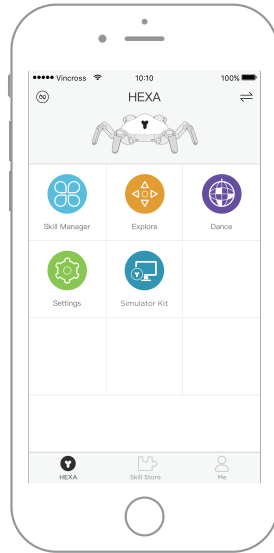 Vincross 10:10 100%
HEXA
Skill Manager Explore Dance
Settings Simulator Kit
HEXA Skill Store Me